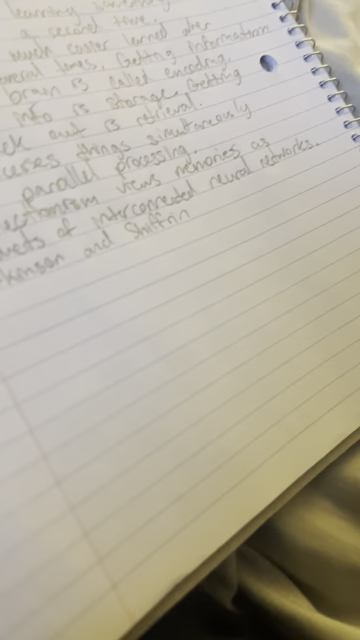 learning
a second time.
much easier learned after
times. Getting information
brain is called encoding.
info is storage. Getting
out is retrieval.
things simultaneously
parallel processing.
views memories as
of interconnected neural networks.
and Shiffrin